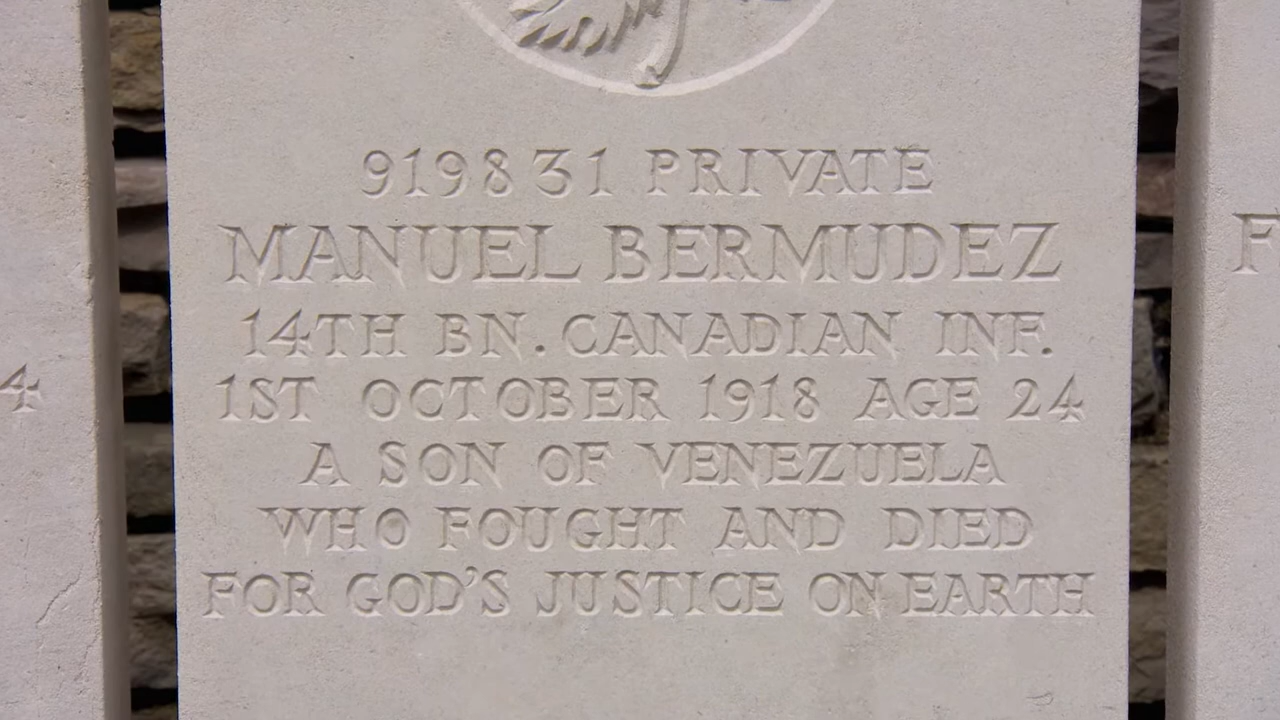 919831 PRIVATE
MANUEL BERMUDEZ
14TH BN. CANADIAN INF.
1ST OCTOBER 1918 AGE 24
A SON OF VENEZUELA
WHO FOUGHT AND DIED
FOR GOD'S JUSTICE ON EARTH
4
F